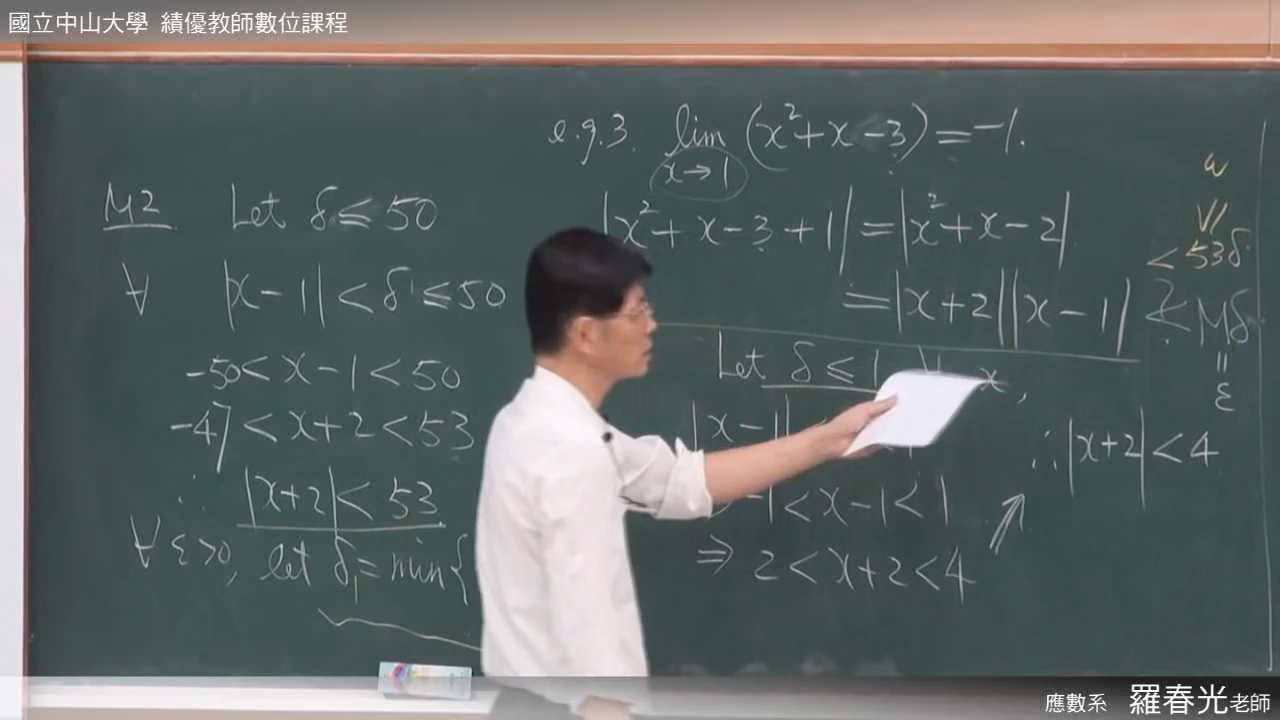 國立中山大學 績優教師數位課程
e.g.3. lim (x²+x-3) = -1.
x→1
M2 Let δ ≤ 50
∀ |x-1| < δ ≤ 50
-50 < x-1 < 50
-47 < x+2 < 53
∴ |x+2| < 53
∀ ε>0, let δ₁ = min{
|x²+x-3+1| = |x²+x-2|
= |x+2||x-1| < Mδ
< 53δ
=
ε
Let δ ≤ 1 x,
|x-1| <
-1 < x-1 < 1
⇒ 2 < x+2 < 4
∴ |x+2| < 4
應數系 羅春光老師